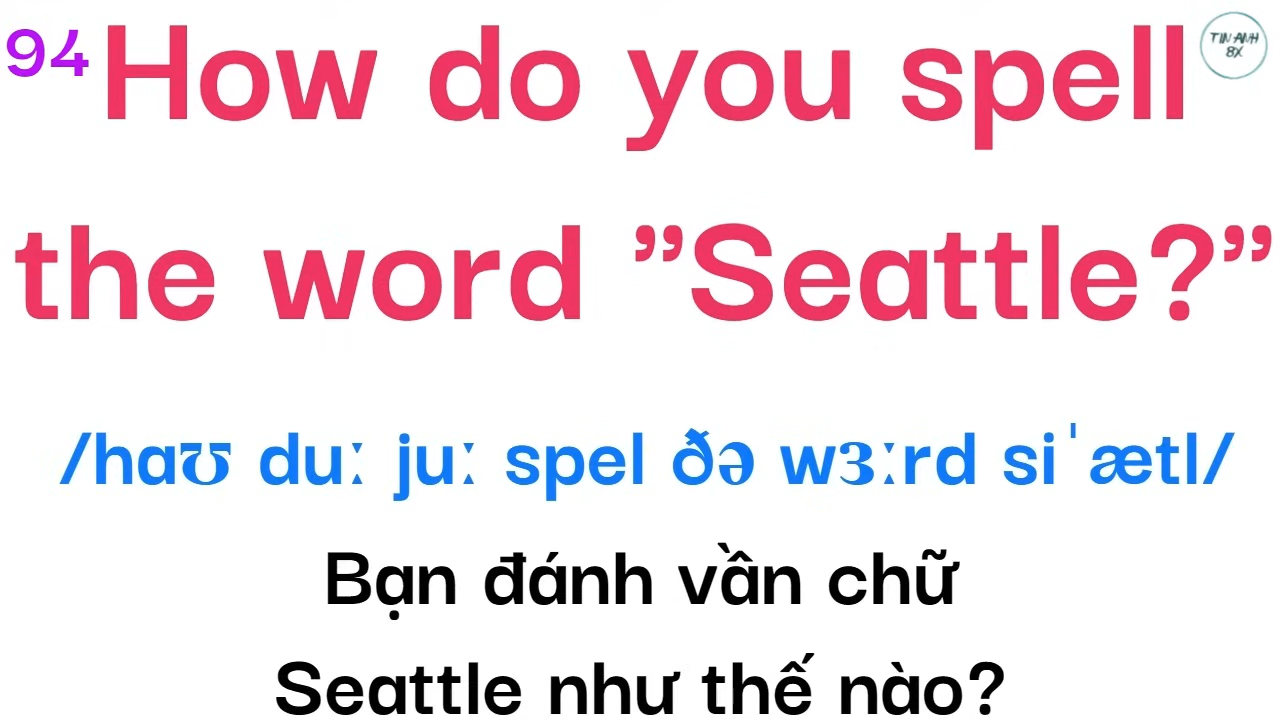 94 How do you spell
TIN ANH
8X
the word ”Seattle?”
/haʊ duː juː spel ðə wɜːrd siˈætl/
Bạn đánh vần chữ
Seattle như thế nào?